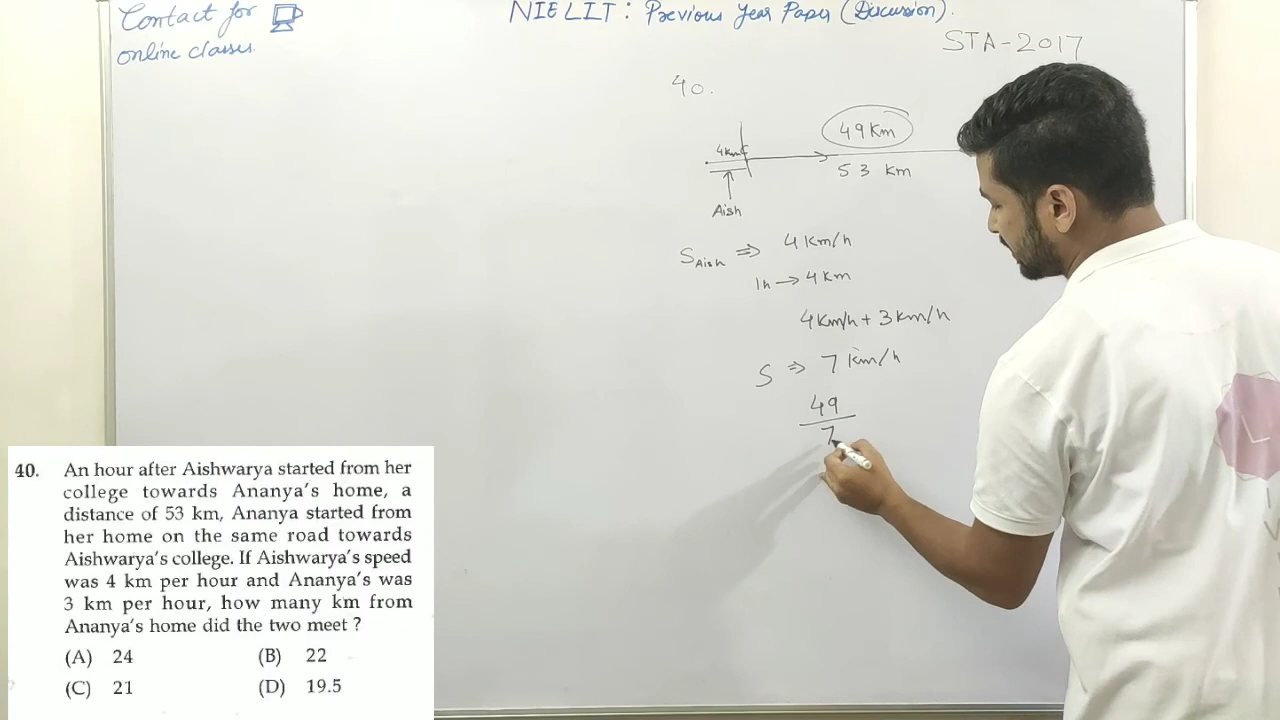 Contact for
online classes.
NIELIT : Previous Year Paper (Discussion).
STA-2017
40.
49 Km
4km
53 km
Aish
S Aish ⇒ 4 Km/h
1h → 4 Km
4 Km/h + 3 km/h
S ⇒ 7 km/h
49
7
40. An hour after Aishwarya started from her
college towards Ananya's home, a
distance of 53 km, Ananya started from
her home on the same road towards
Aishwarya's college. If Aishwarya's speed
was 4 km per hour and Ananya's was
3 km per hour, how many km from
Ananya's home did the two meet ?
(A) 24 (B) 22
(C) 21 (D) 19.5